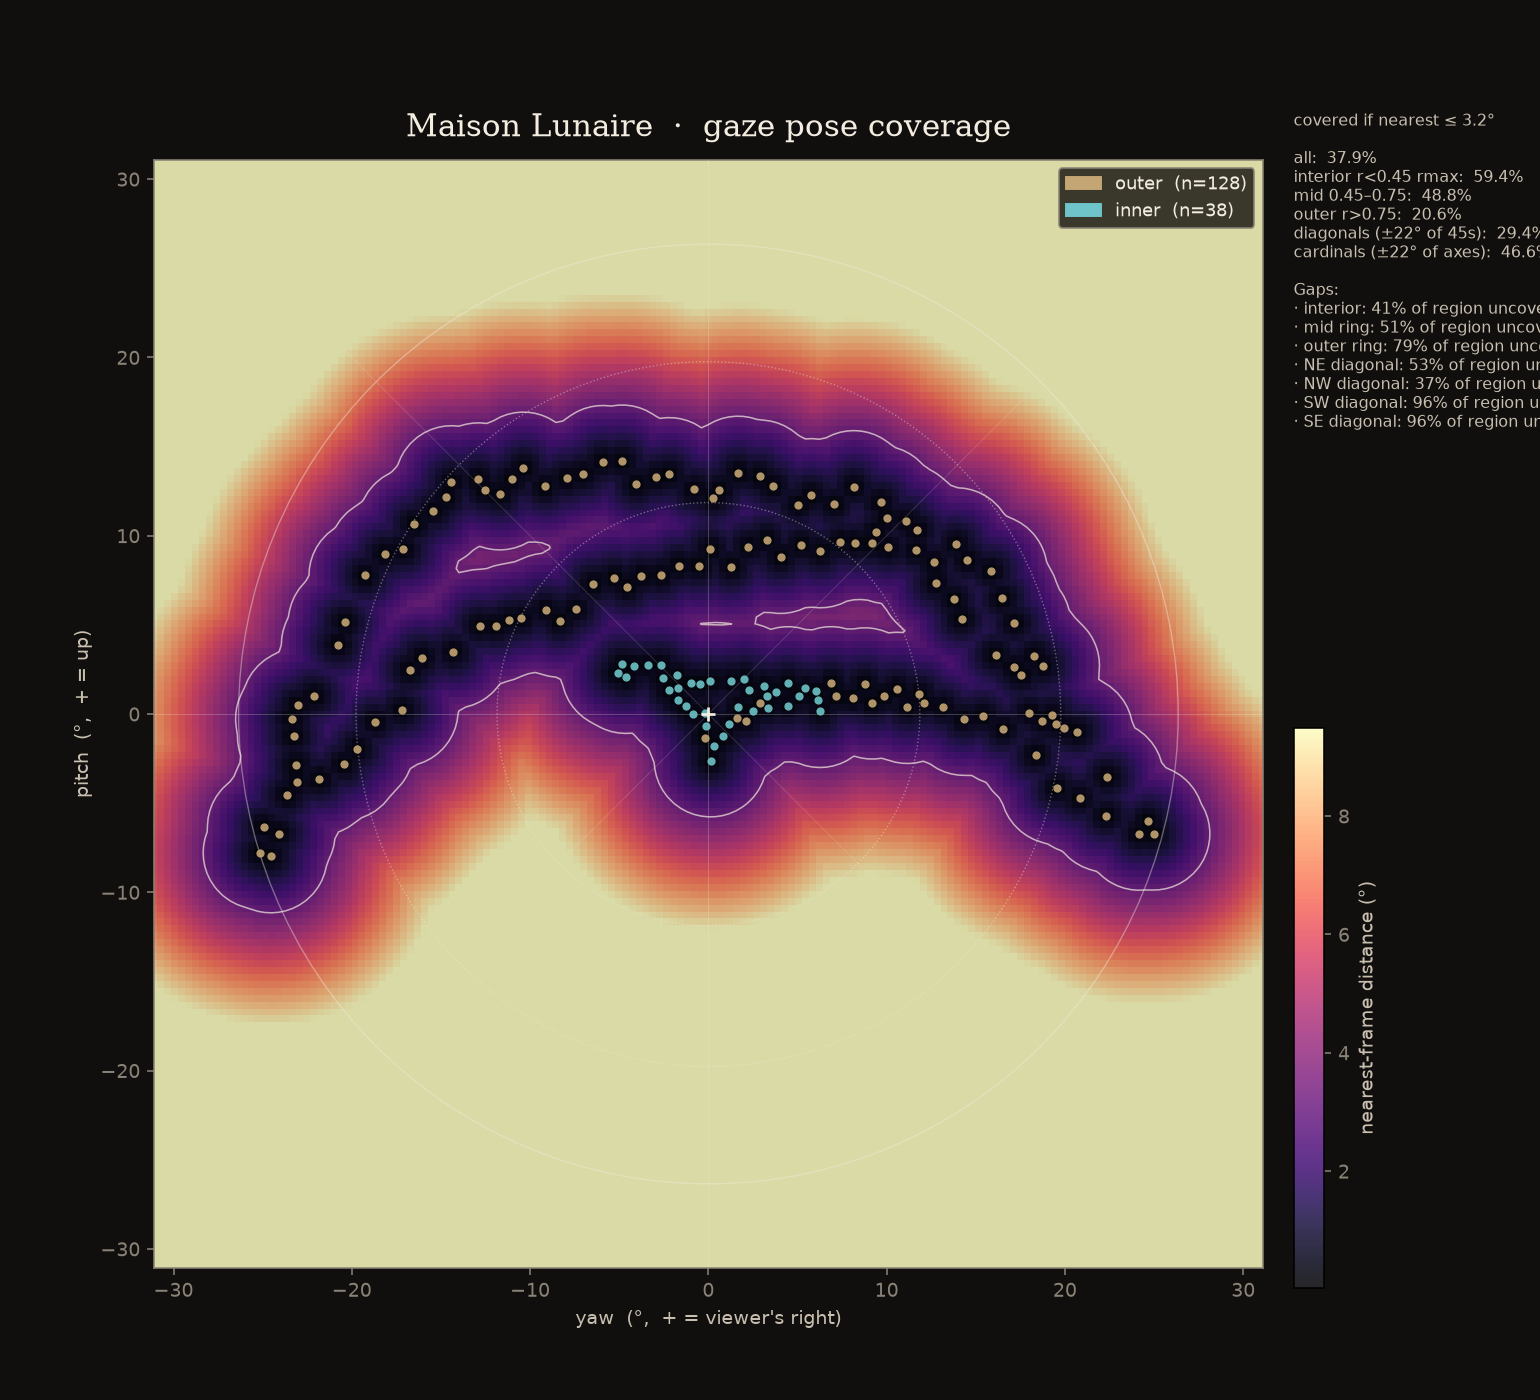 Maison Lunaire · gaze pose coverage
outer (n=128)
inner (n=38)
covered if nearest ≤ 3.2°
all: 37.9%
interior r<0.45 rmax: 59.4%
mid 0.45–0.75: 48.8%
outer r>0.75: 20.6%
diagonals (±22° of 45s): 29.4%
cardinals (±22° of axes): 46.6%
Gaps:
· interior: 41% of region uncove
· mid ring: 51% of region uncov
· outer ring: 79% of region unc
· NE diagonal: 53% of region un
· NW diagonal: 37% of region u
· SW diagonal: 96% of region u
· SE diagonal: 96% of region un
30
20
10
0
−10
−20
−30
pitch (°, + = up)
−30
−20
−10
0
10
20
30
yaw (°, + = viewer's right)
8
6
4
2
nearest-frame distance (°)